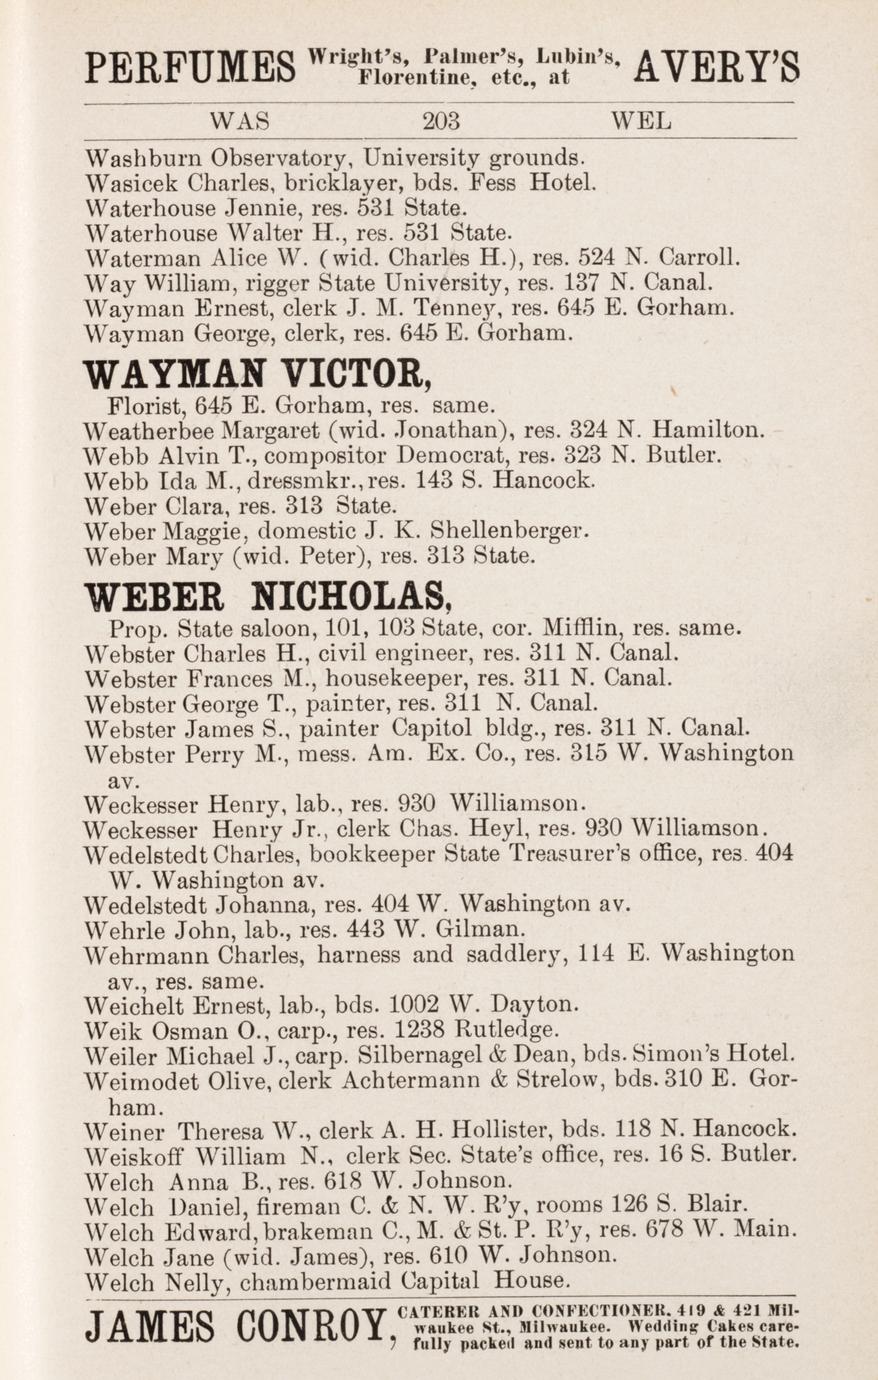 PERFUMES Wright's, Palmer's, Lubin's, Florentine, etc., at AVERY'S
WAS 203 WEL
Washburn Observatory, University grounds.
Wasicek Charles, bricklayer, bds. Fess Hotel.
Waterhouse Jennie, res. 531 State.
Waterhouse Walter H., res. 531 State.
Waterman Alice W. (wid. Charles H.), res. 524 N. Carroll.
Way William, rigger State University, res. 137 N. Canal.
Wayman Ernest, clerk J. M. Tenney, res. 645 E. Gorham.
Wayman George, clerk, res. 645 E. Gorham.
WAYMAN VICTOR,
Florist, 645 E. Gorham, res. same.
Weatherbee Margaret (wid. Jonathan), res. 324 N. Hamilton.
Webb Alvin T., compositor Democrat, res. 323 N. Butler.
Webb Ida M., dressmkr., res. 143 S. Hancock.
Weber Clara, res. 313 State.
Weber Maggie, domestic J. K. Shellenberger.
Weber Mary (wid. Peter), res. 313 State.
WEBER NICHOLAS,
Prop. State saloon, 101, 103 State, cor. Mifflin, res. same.
Webster Charles H., civil engineer, res. 311 N. Canal.
Webster Frances M., housekeeper, res. 311 N. Canal.
Webster George T., painter, res. 311 N. Canal.
Webster James S., painter Capitol bldg., res. 311 N. Canal.
Webster Perry M., mess. Am. Ex. Co., res. 315 W. Washington
av.
Weckesser Henry, lab., res. 930 Williamson.
Weckesser Henry Jr., clerk Chas. Heyl, res. 930 Williamson.
Wedelstedt Charles, bookkeeper State Treasurer's office, res. 404
W. Washington av.
Wedelstedt Johanna, res. 404 W. Washington av.
Wehrle John, lab., res. 443 W. Gilman.
Wehrmann Charles, harness and saddlery, 114 E. Washington
av., res. same.
Weichelt Ernest, lab., bds. 1002 W. Dayton.
Weik Osman O., carp., res. 1238 Rutledge.
Weiler Michael J., carp. Silbernagel & Dean, bds. Simon's Hotel.
Weimodet Olive, clerk Achtermann & Strelow, bds. 310 E. Gor-
ham.
Weiner Theresa W., clerk A. H. Hollister, bds. 118 N. Hancock.
Weiskoff William N., clerk Sec. State's office, res. 16 S. Butler.
Welch Anna B., res. 618 W. Johnson.
Welch Daniel, fireman C. & N. W. R'y, rooms 126 S. Blair.
Welch Edward, brakeman C., M. & St. P. R'y, res. 678 W. Main.
Welch Jane (wid. James), res. 610 W. Johnson.
Welch Nelly, chambermaid Capital House.
JAMES CONROY, CATERER AND CONFECTIONER. 419 & 421 Mil-
waukee St., Milwaukee. Wedding Cakes care-
fully packed and sent to any part of the State.